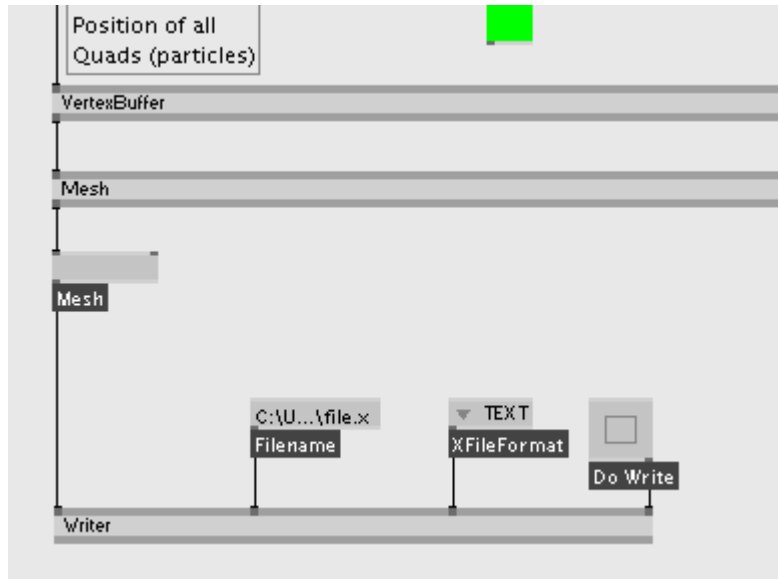 Position of all
Quads (particles)
VertexBuffer
Mesh
Mesh
C:\U...\file.x
TEXT
Filename
XFileFormat
Do Write
Writer